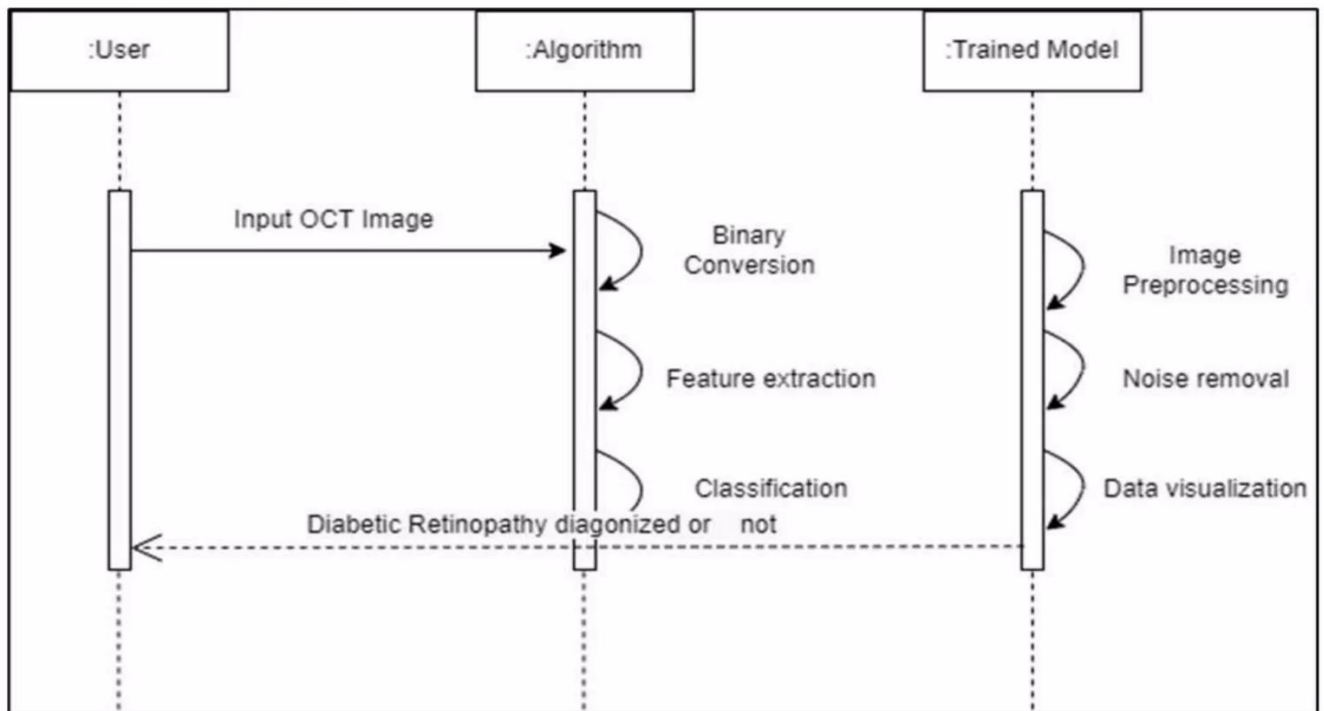 :User
:Algorithm
:Trained Model
Input OCT Image
Binary
Conversion
Image
Preprocessing
Feature extraction
Noise removal
Classification
Data visualization
Diabetic Retinopathy diagonized or not